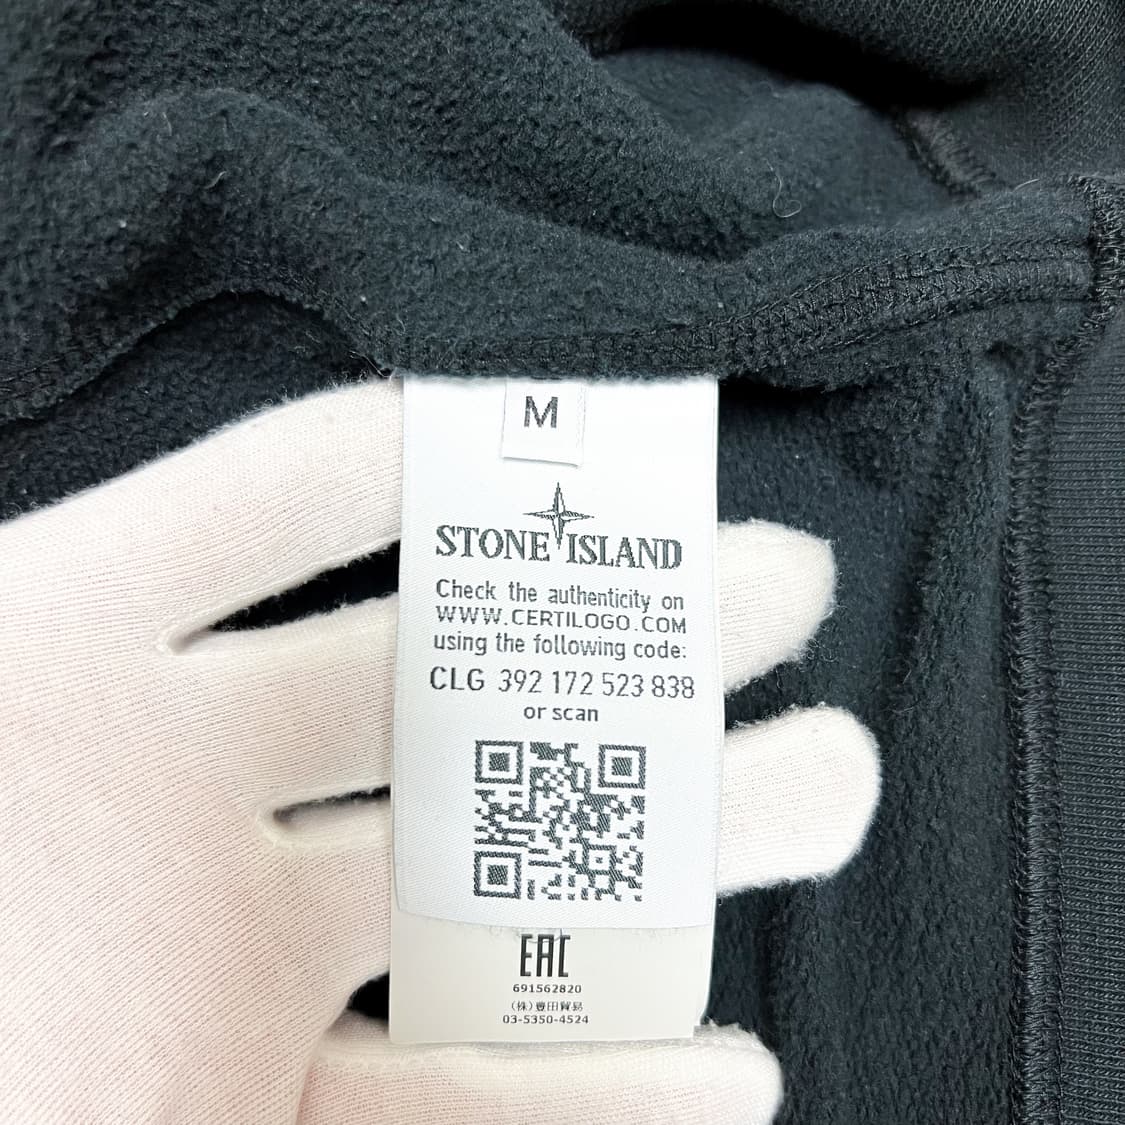 M
STONE ISLAND
Check the authenticity on
WWW.CERTILOGO.COM
using the following code:
CLG 392 172 523 838
or scan
EAC
691562820
(株)豊田貿易
03-5350-4524